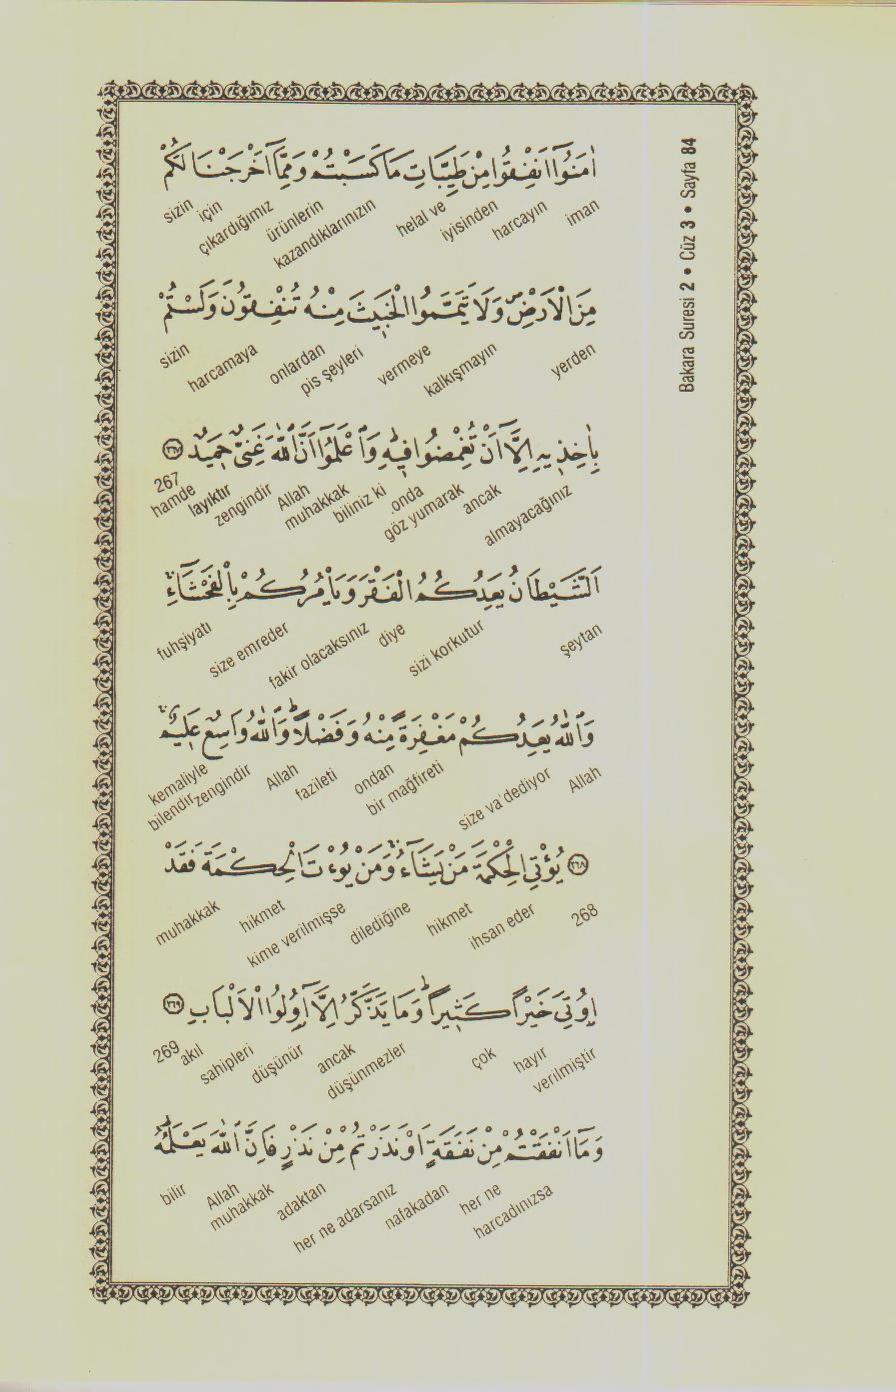 Bakara Suresi 2 • Cüz 3 • Sayfa 84
اٰمَنُٓوا اَنْفِقُوا مِنْ طَيِّبَاتِ مَا كَسَبْتُمْ وَمِمَّٓا اَخْرَجْنَا لَكُمْ
iman harcayın iyisinden helal ve kazandıklarınızın ürünlerin çıkardığımız için sizin
مِنَ الْاَرْضِۖ وَلَا تَيَمَّمُوا الْخَب۪يثَ مِنْهُ تُنْفِقُونَ وَلَسْتُمْ
yerden kalkışmayın vermeye pis şeyleri onlardan harcamaya sizin
بِاٰخِذ۪يهِ اِلَّٓا اَنْ تُغْمِضُوا ف۪يهِۜ وَاعْلَمُٓوا اَنَّ اللّٰهَ غَنِيٌّ حَم۪يدٌ ﴿٢٦٧﴾
almayacağınız ancak göz yumarak onda biliniz ki muhakkak Allah zengindir layıktır hamde 267
اَلشَّيْطَانُ يَعِدُكُمُ الْفَقْرَ وَيَأْمُرُكُمْ بِالْفَحْشَٓاءِۚ
şeytan sizi korkutur diye fakir olacaksınız size emreder fuhşiyatı
وَاللّٰهُ يَعِدُكُمْ مَغْفِرَةً مِنْهُ وَفَضْلًاۜ وَاللّٰهُ وَاسِعٌ عَل۪يمٌۚ
Allah size va'dediyor bir mağfireti ondan fazileti Allah zengindir kemaliyle bilendir
﴿٢٦٨﴾ يُؤْتِي الْحِكْمَةَ مَنْ يَشَٓاءُۚ وَمَنْ يُؤْتَ الْحِكْمَةَ فَقَدْ
268 ihsan eder hikmet dilediğine kime verilmişse hikmet muhakkak
اُو۫تِيَ خَيْرًا كَث۪يرًاۜ وَمَا يَذَّكَّرُ اِلَّٓا اُو۬لُوا الْاَلْبَابِ ﴿٢٦٩﴾
verilmiştir hayır çok düşünmezler ancak düşünür sahipleri akıl 269
وَمَٓا اَنْفَقْتُمْ مِنْ نَفَقَةٍ اَوْ نَذَرْتُمْ مِنْ نَذْرٍ فَاِنَّ اللّٰهَ يَعْلَمُهُۜ
harcadınızsa her ne nafakadan her ne adarsanız adaktan muhakkak Allah bilir